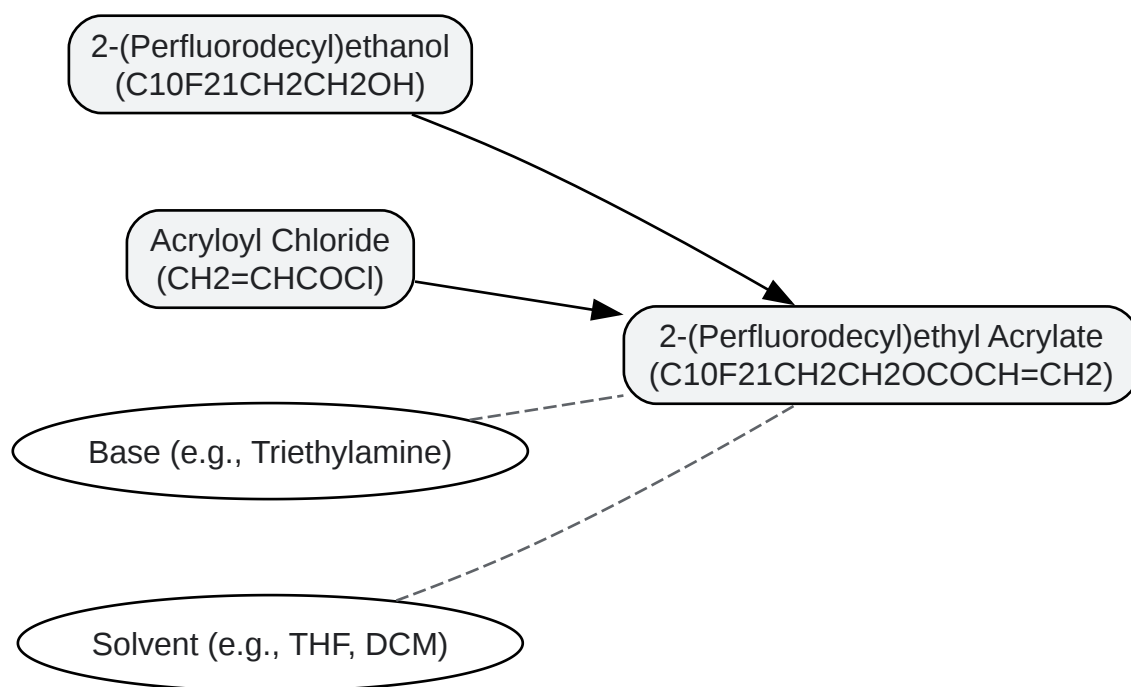 2-(Perfluorodecyl)ethanol
(C10F21CH2CH2OH)
Acryloyl Chloride
(CH2=CHCOCl)
2-(Perfluorodecyl)ethyl Acrylate
(C10F21CH2CH2OCOCH=CH2)
Base (e.g., Triethylamine)
Solvent (e.g., THF, DCM)